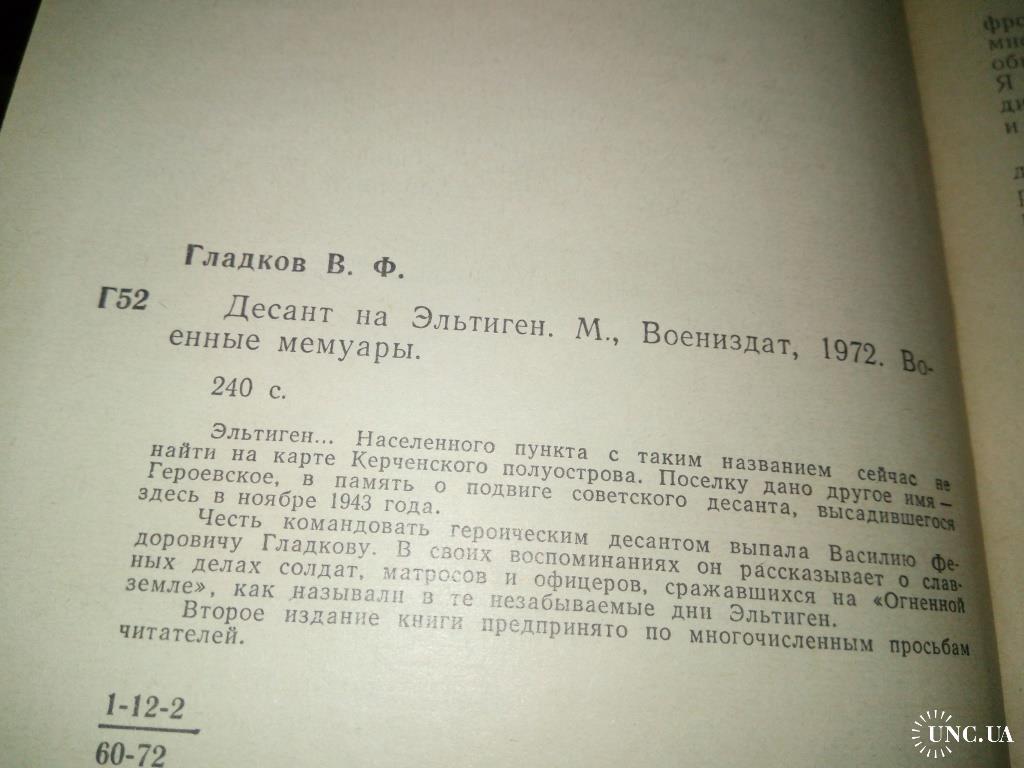 Гладков В. Ф.
Г52
Десант на Эльтиген. М., Воениздат, 1972. Во-
енные мемуары.
240 с.
Эльтиген... Населенного пункта с таким названием сейчас не
найти на карте Керченского полуострова. Поселку дано другое имя —
Героевское, в память о подвиге советского десанта, высадившегося
здесь в ноябре 1943 года.
Честь командовать героическим десантом выпала Василию Фе-
доровичу Гладкову. В своих воспоминаниях он рассказывает о слав-
ных делах солдат, матросов и офицеров, сражавшихся на «Огненной
земле», как называли в те незабываемые дни Эльтиген.
Второе издание книги предпринято по многочисленным просьбам
читателей.
1-12-2
60-72
фро
мне
обн
Я
ди
и
UNC.UA